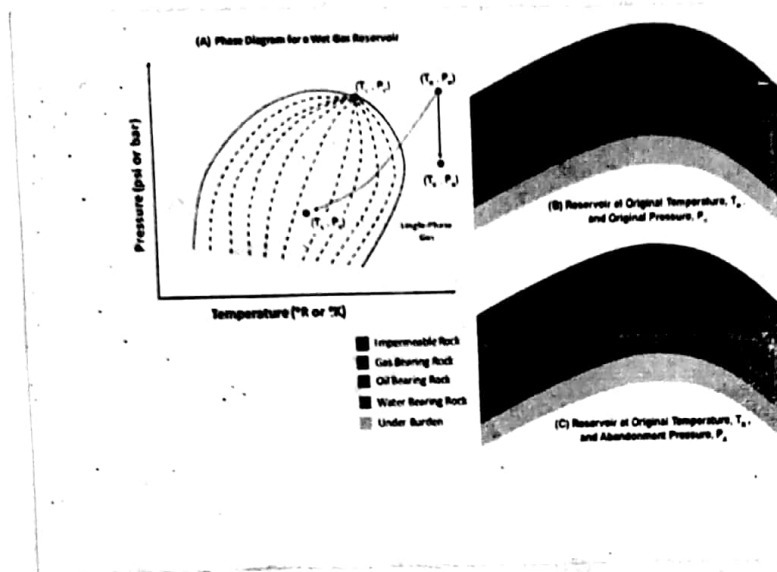 (A) Phase Diagram for a Wet Gas Reservoir
Pressure (psi or bar)
Temperature (°R or °K)
Single-Phase
Gas
Impermeable Rock
Gas Bearing Rock
Oil Bearing Rock
Water Bearing Rock
Under Burden
(B) Reservoir at Original Temperature,
and Original Pressure,
(C) Reservoir at Original Temperature,
and Abandonment Pressure,